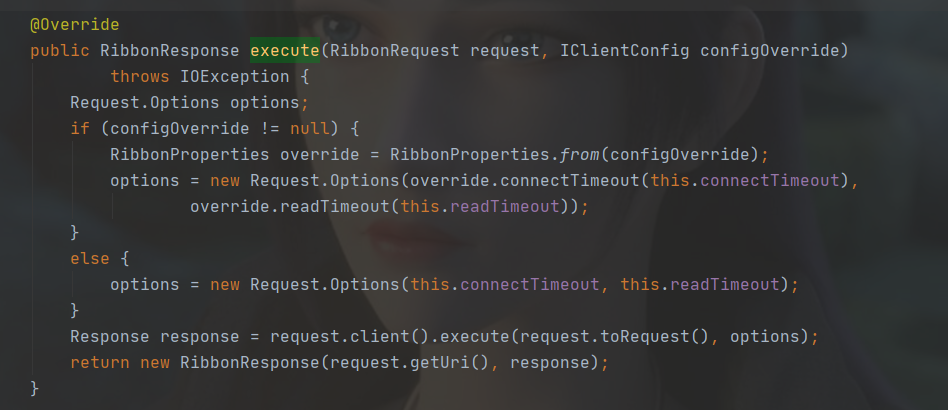 @Override
public RibbonResponse execute(RibbonRequest request, IClientConfig configOverride)
        throws IOException {
    Request.Options options;
    if (configOverride != null) {
        RibbonProperties override = RibbonProperties.from(configOverride);
        options = new Request.Options(override.connectTimeout(this.connectTimeout),
                override.readTimeout(this.readTimeout));
    }
    else {
        options = new Request.Options(this.connectTimeout, this.readTimeout);
    }
    Response response = request.client().execute(request.toRequest(), options);
    return new RibbonResponse(request.getUri(), response);
}